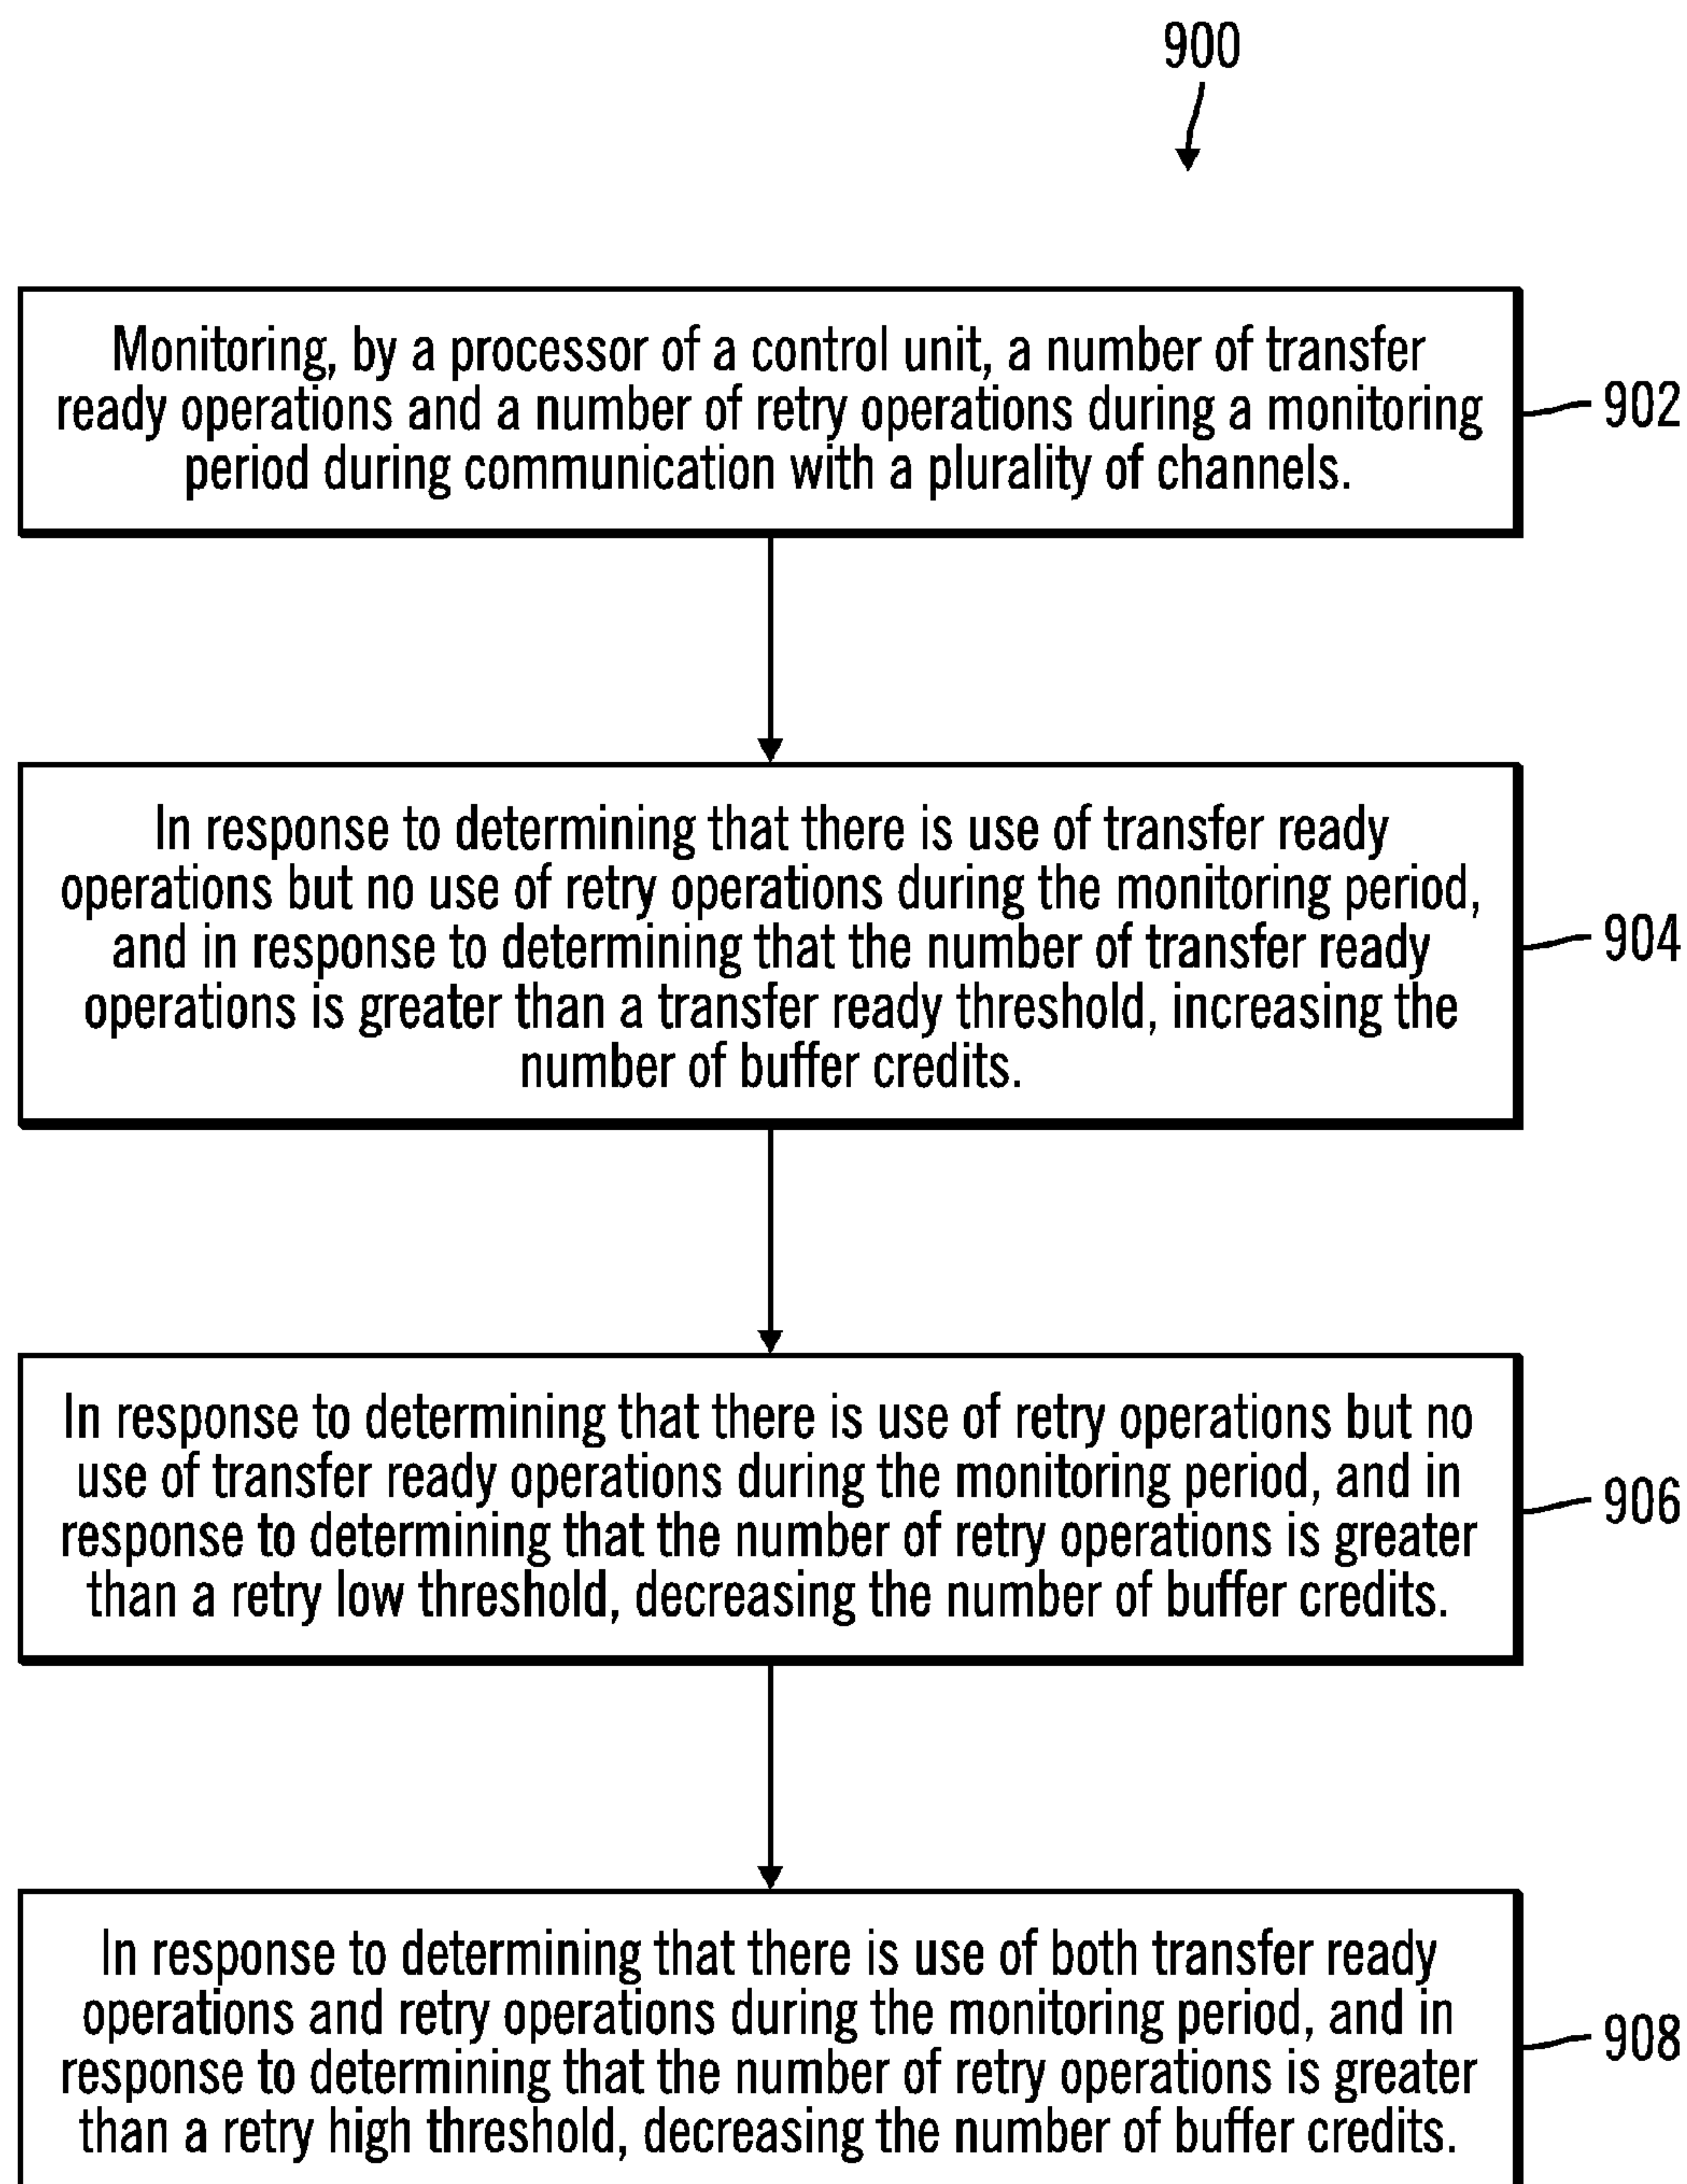 900
Monitoring, by a processor of a control unit, a number of transfer
ready operations and a number of retry operations during a monitoring
period during communication with a plurality of channels.
902
In response to determining that there is use of transfer ready
operations but no use of retry operations during the monitoring period,
and in response to determining that the number of transfer ready
operations is greater than a transfer ready threshold, increasing the
number of buffer credits.
904
In response to determining that there is use of retry operations but no
use of transfer ready operations during the monitoring period, and in
response to determining that the number of retry operations is greater
than a retry low threshold, decreasing the number of buffer credits.
906
In response to determining that there is use of both transfer ready
operations and retry operations during the monitoring period, and in
response to determining that the number of retry operations is greater
than a retry high threshold, decreasing the number of buffer credits.
908